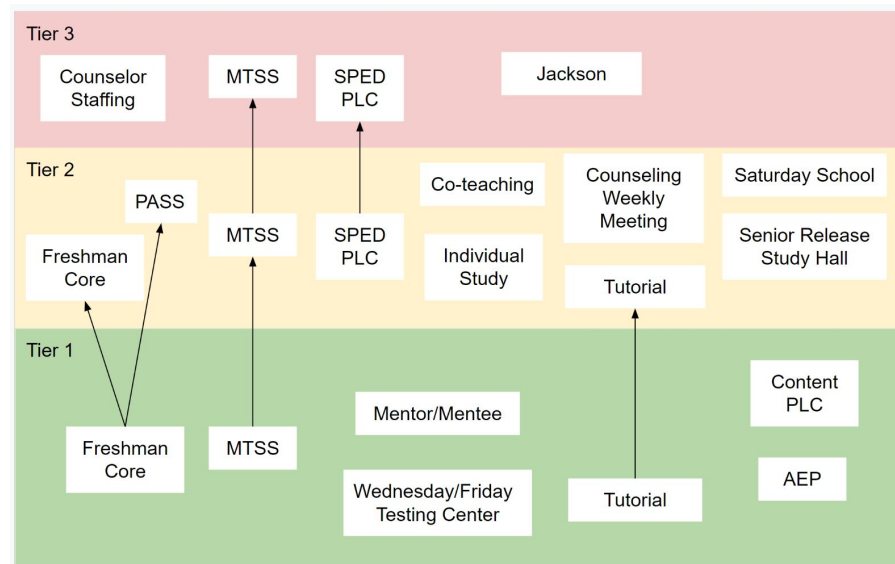 Tier 3
Counselor
Staffing
MTSS
SPED
PLC
Jackson
Tier 2
PASS
Freshman
Core
MTSS
SPED
PLC
Co-teaching
Individual
Study
Counseling
Weekly
Meeting
Tutorial
Saturday School
Senior Release
Study Hall
Tier 1
Freshman
Core
MTSS
Mentor/Mentee
Wednesday/Friday
Testing Center
Tutorial
Content
PLC
AEP